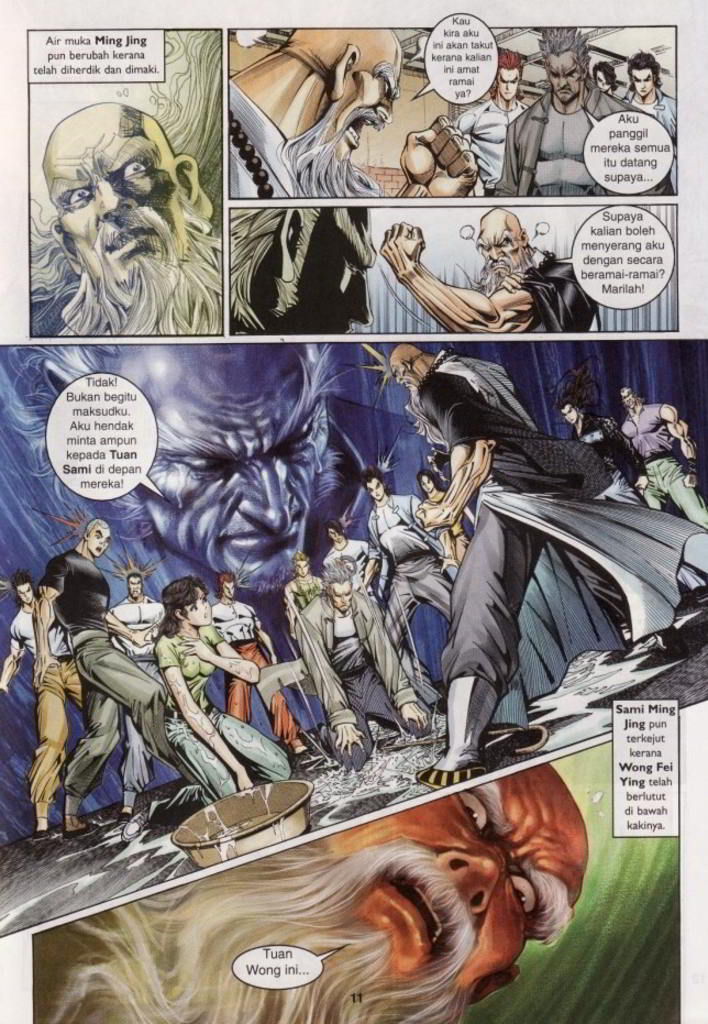 Air muka Ming Jing
pun berubah kerana
telah diherdik dan dimaki.
Kau
kira aku
ini akan takut
kerana kalian
ini amat
ramai
ya?
Aku
panggil
mereka semua
itu datang
supaya...
Supaya
kalian boleh
menyerang aku
dengan secara
beramai-ramai?
Marilah!
Tidak!
Bukan begitu
maksudku.
Aku hendak
minta ampun
kepada Tuan
Sami di depan
mereka!
Sami Ming
Jing pun
terkejut
kerana
Wong Fei
Ying telah
berlutut
di bawah
kakinya.
Tuan
Wong ini...
11